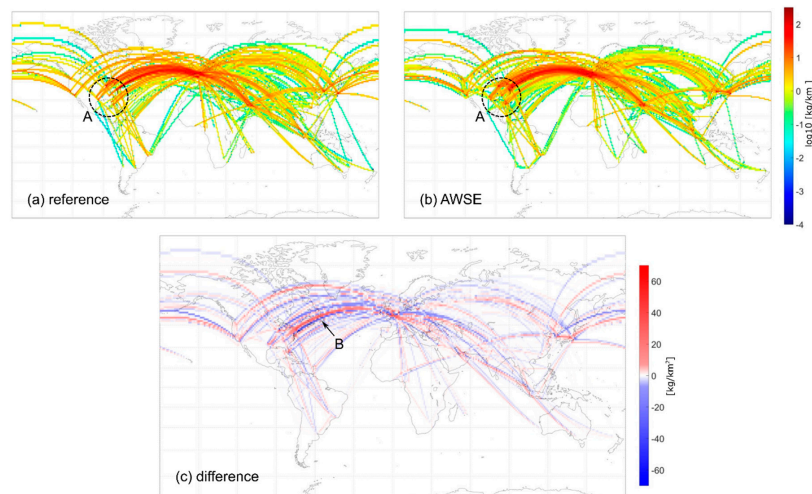 A
(a) reference
A
(b) AWSE
2
1
0
-1
-2
-3
-4
log10 [kg/km]
B
(c) difference
60
40
20
0
-20
-40
-60
[kg/km²]